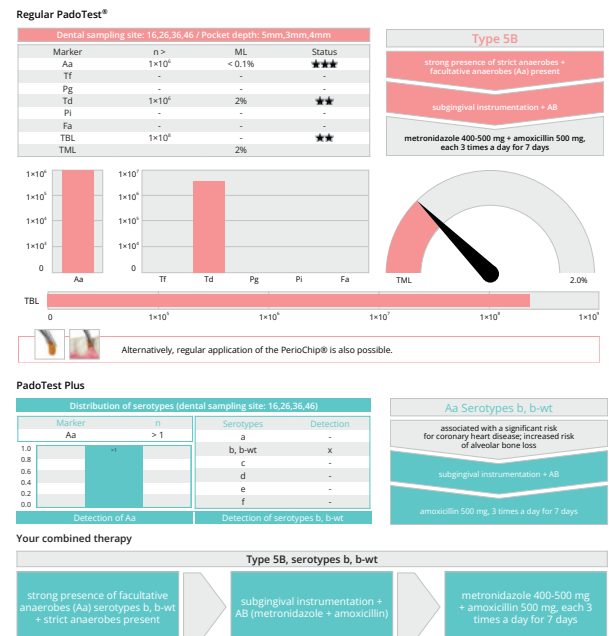 Regular PadoTest®
Dental sampling site: 16,26,36,46 / Pocket depth: 5mm,3mm,4mm
Marker n > ML Status
Aa 1×10⁶ < 0.1% ★★★
Tf - - -
Pg - - -
Td 1×10⁶ 2% ★★
Pi - - -
Fa - - -
TBL 1×10⁸ - ★★
TML 2%
Type 5B
strong presence of strict anaerobes +
facultative anaerobes (Aa) present
subgingival instrumentation + AB
metronidazole 400-500 mg + amoxicillin 500 mg,
each 3 times a day for 7 days
1×10⁶
1×10⁵
1×10⁴
1×10³
0
Aa
1×10⁷
1×10⁶
1×10⁵
1×10⁴
0
Tf Td Pg Pi Fa
TML 2.0%
TBL
0 1×10⁵ 1×10⁶ 1×10⁷ 1×10⁸ 1×10⁹
Alternatively, regular application of the PerioChip® is also possible.
PadoTest Plus
Distribution of serotypes (dental sampling site: 16,26,36,46)
Marker n
Aa > 1
1.0
0.8
0.6
0.4
0.2
0.0
>1
Detection of Aa
Serotypes Detection
a -
b, b-wt x
c -
d -
e -
f -
Detection of serotypes b, b-wt
Aa Serotypes b, b-wt
associated with a significant risk
for coronary heart disease; increased risk
of alveolar bone loss
subgingival instrumentation + AB
amoxicillin 500 mg, 3 times a day for 7 days
Your combined therapy
Type 5B, serotypes b, b-wt
strong presence of facultative
anaerobes (Aa) serotypes b, b-wt
+ strict anaerobes present
subgingival instrumentation +
AB (metronidazole + amoxicillin)
metronidazole 400-500 mg
+ amoxicillin 500 mg, each 3
times a day for 7 days